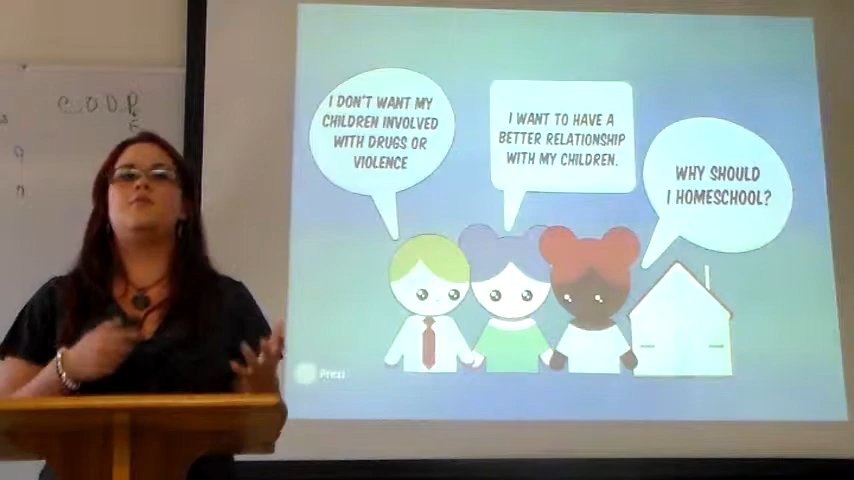 C O D P
s
E
q
n
I DON'T WANT MY
CHILDREN INVOLVED
WITH DRUGS OR
VIOLENCE
I WANT TO HAVE A
BETTER RELATIONSHIP
WITH MY CHILDREN.
WHY SHOULD
I HOMESCHOOL?
Prezi